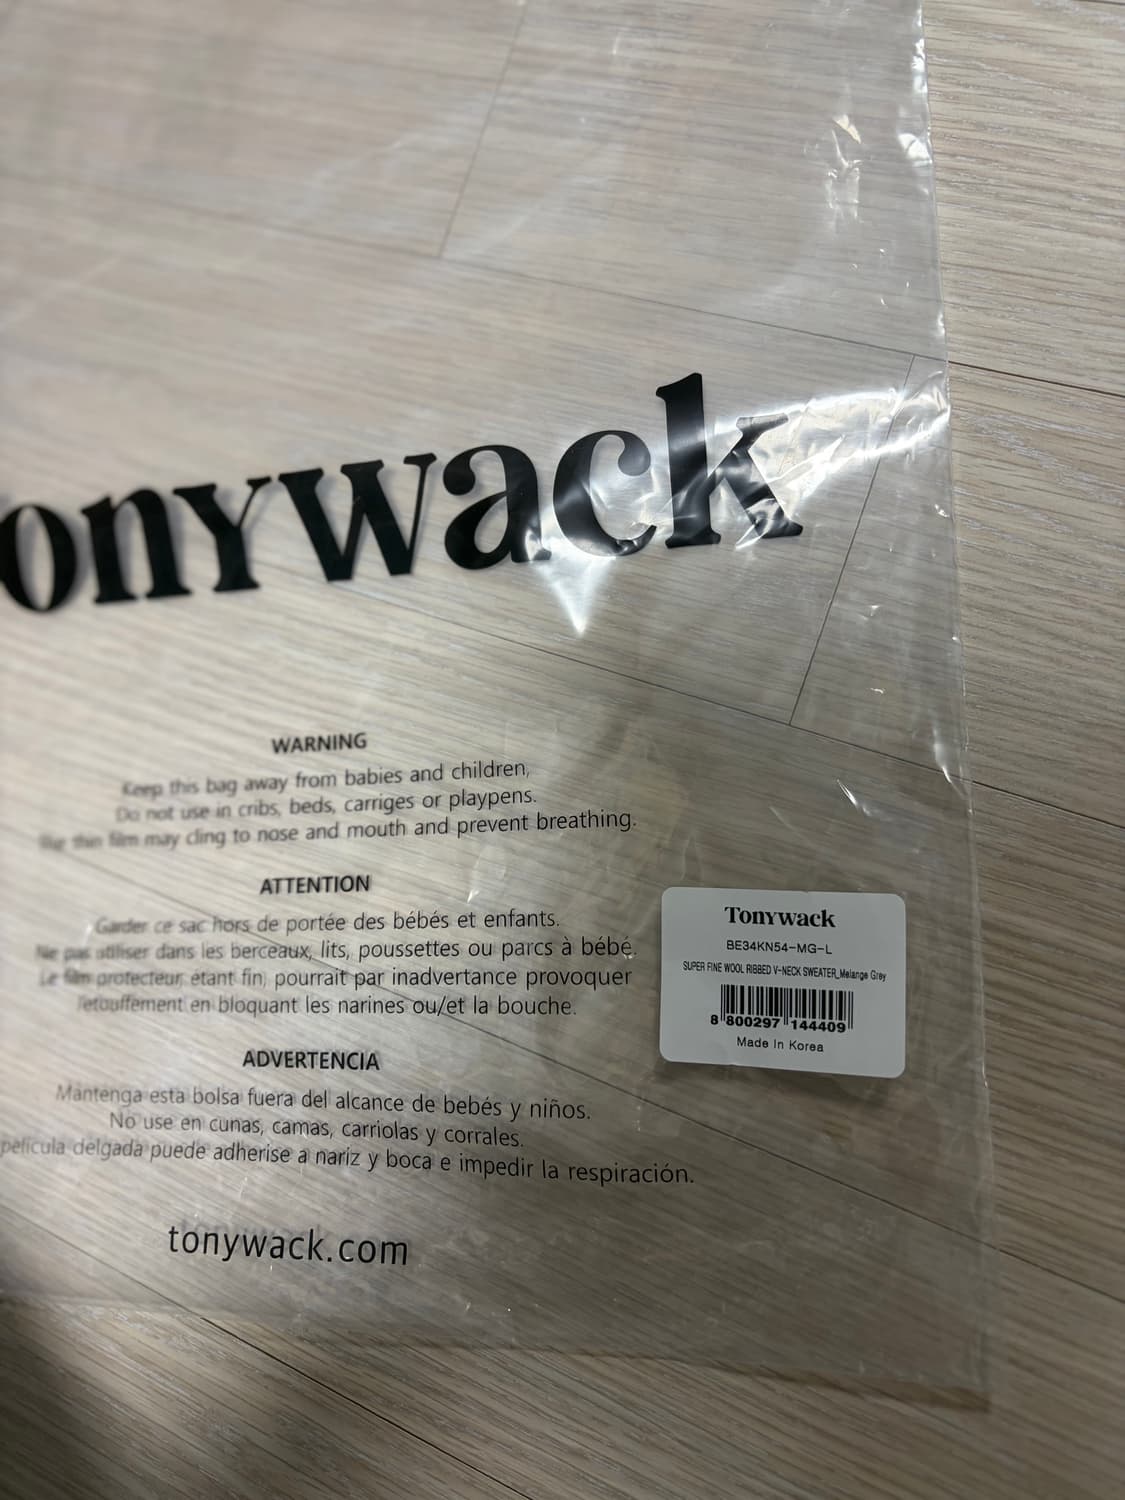 onywack
WARNING
Keep this bag away from babies and children,
Do not use in cribs, beds, carriges or playpens.
thin film may cling to nose and mouth and prevent breathing.
ATTENTION
Garder ce sac hors de portée des bébés et enfants.
Ne pas utiliser dans les berceaux, lits, poussettes ou parcs à bébé.
Le film protecteur, étant fin, pourrait par inadvertance provoquer
l'etouffement en bloquant les narines ou/et la bouche.
ADVERTENCIA
Mantenga esta bolsa fuera del alcance de bebés y niños.
No use en cunas, camas, carriolas y corrales.
película delgada puede adherise a nariz y boca e impedir la respiración.
tonywack.com
Tonywack
BE34KN54-MG-L
SUPER FINE WOOL RIBBED V-NECK SWEATER_Melange Grey
8 800297 144409
Made In Korea